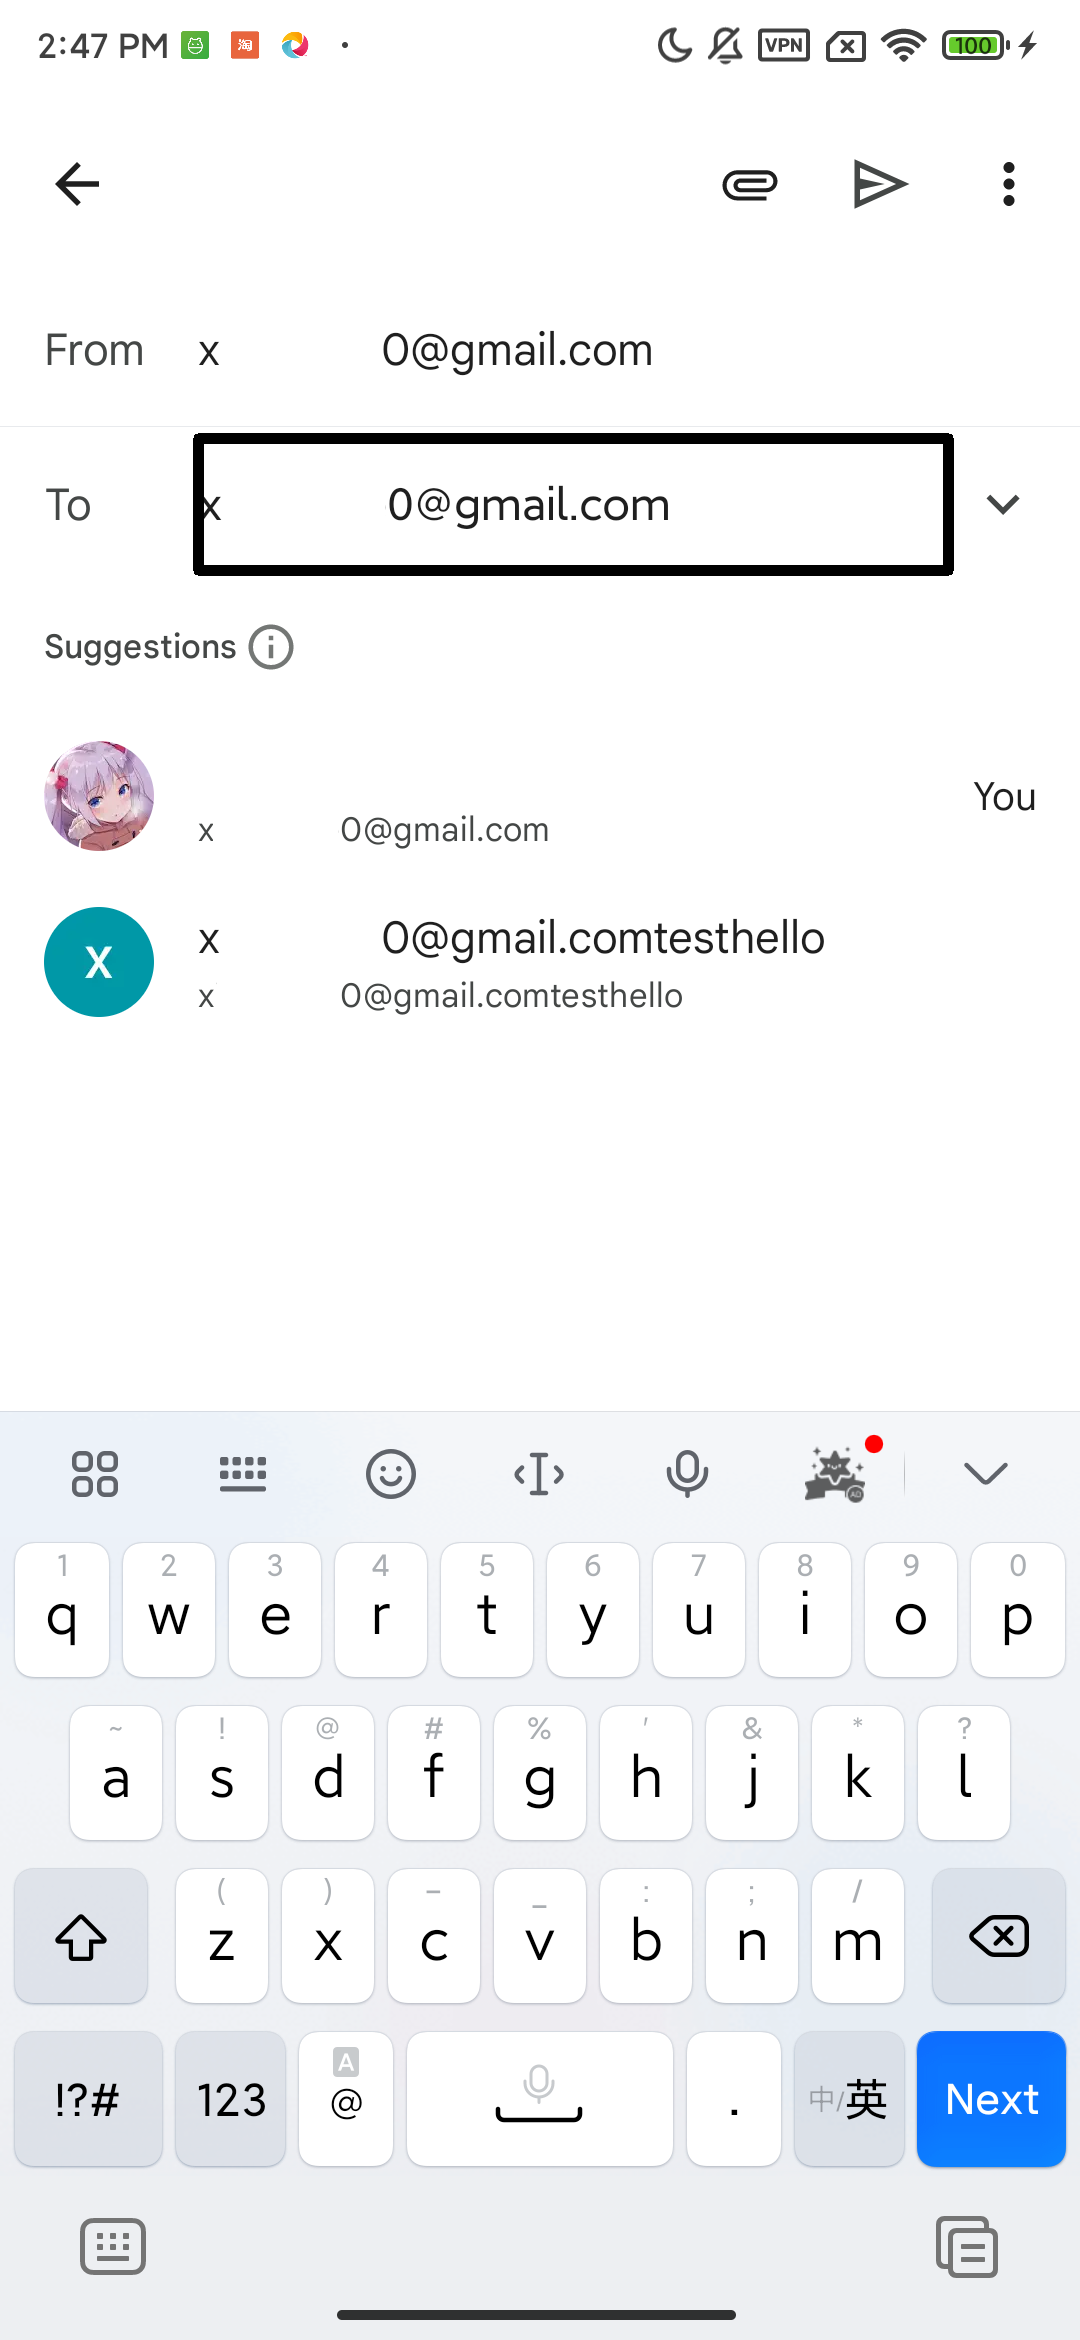 2:47 PM 淘 VPN 100
From x 0@gmail.com
To x 0@gmail.com
Suggestions
You
x 0@gmail.com
X
x 0@gmail.comtesthello
x 0@gmail.comtesthello
AD
1 2 3 4 5 6 7 8 9 0
q w e r t y u i o p
~ ! @ # % ' & * ?
a s d f g h j k l
( ) – _ : ; /
z x c v b n m
A
!?# 123 @ . 中/英 Next